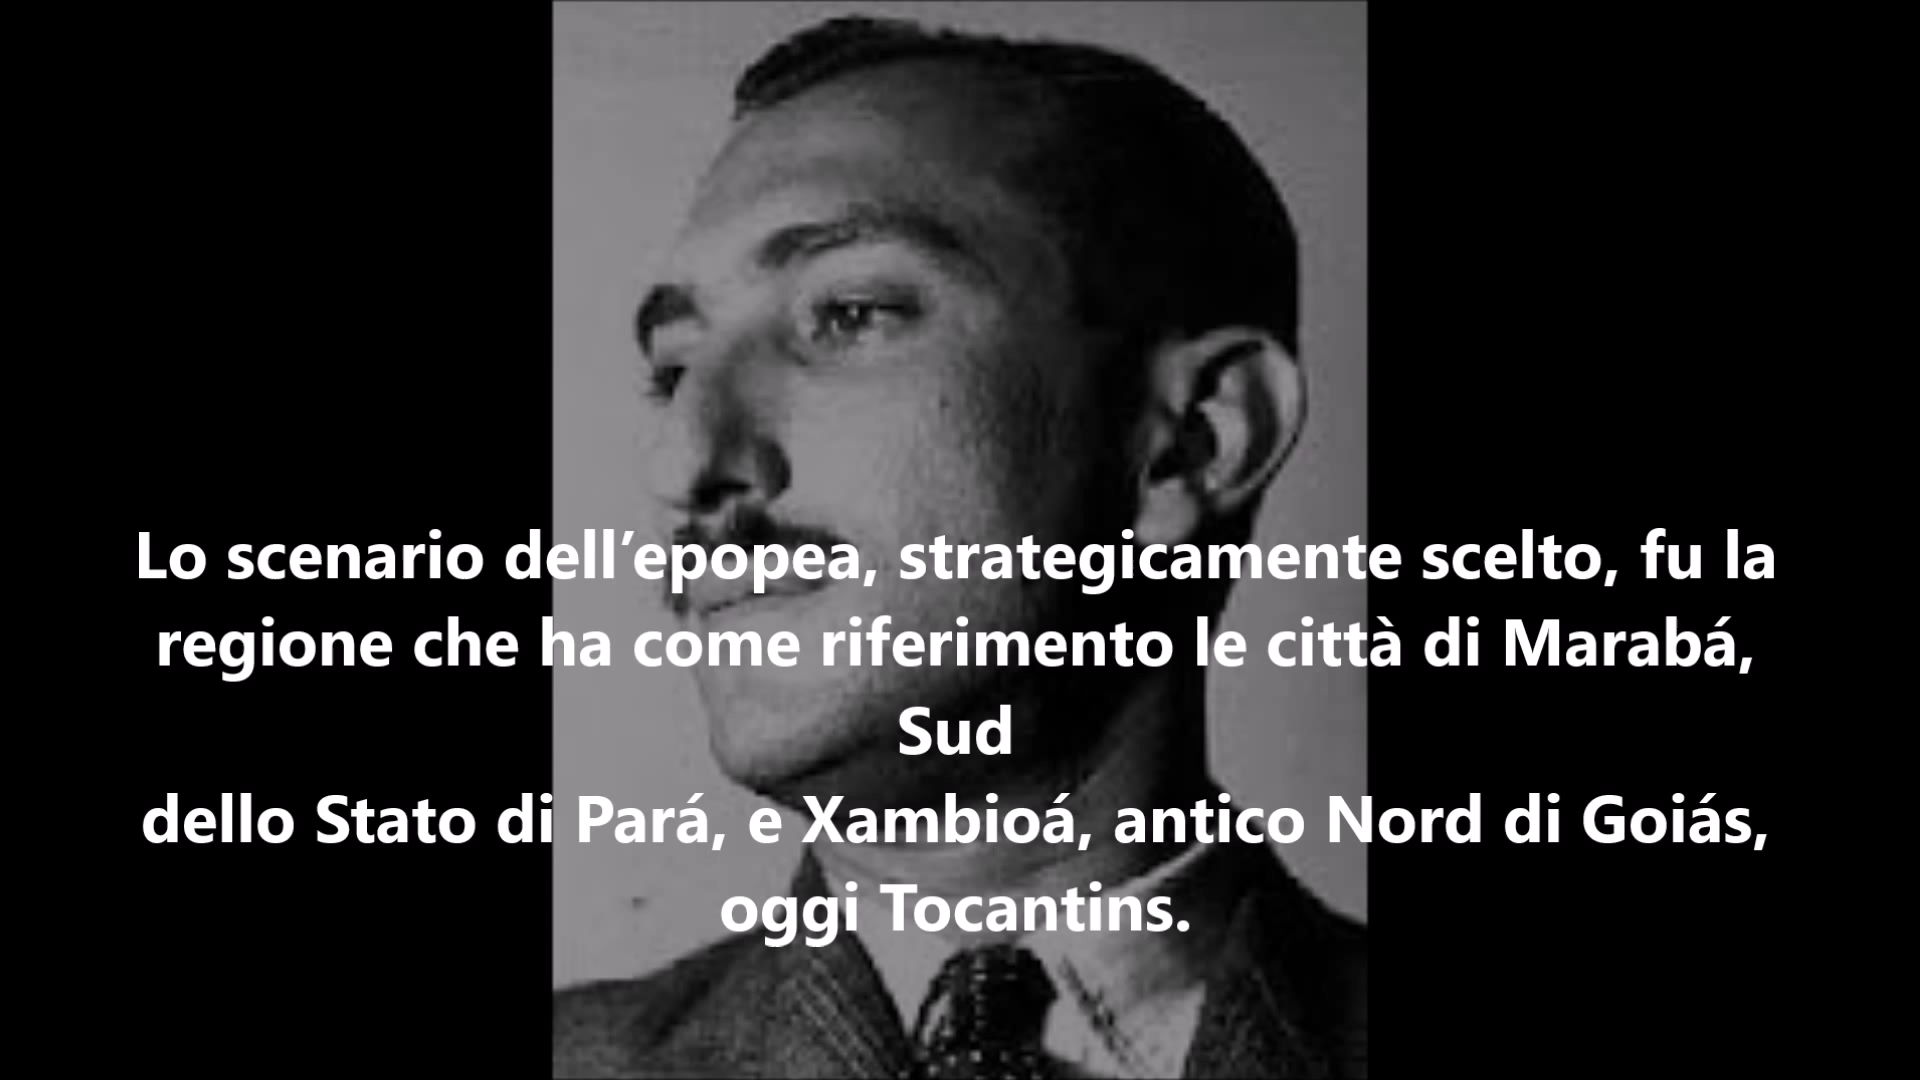 Lo scenario dell’epopea, strategicamente scelto, fu la
regione che ha come riferimento le città di Marabá,
Sud
dello Stato di Pará, e Xambioá, antico Nord di Goiás,
oggi Tocantins.